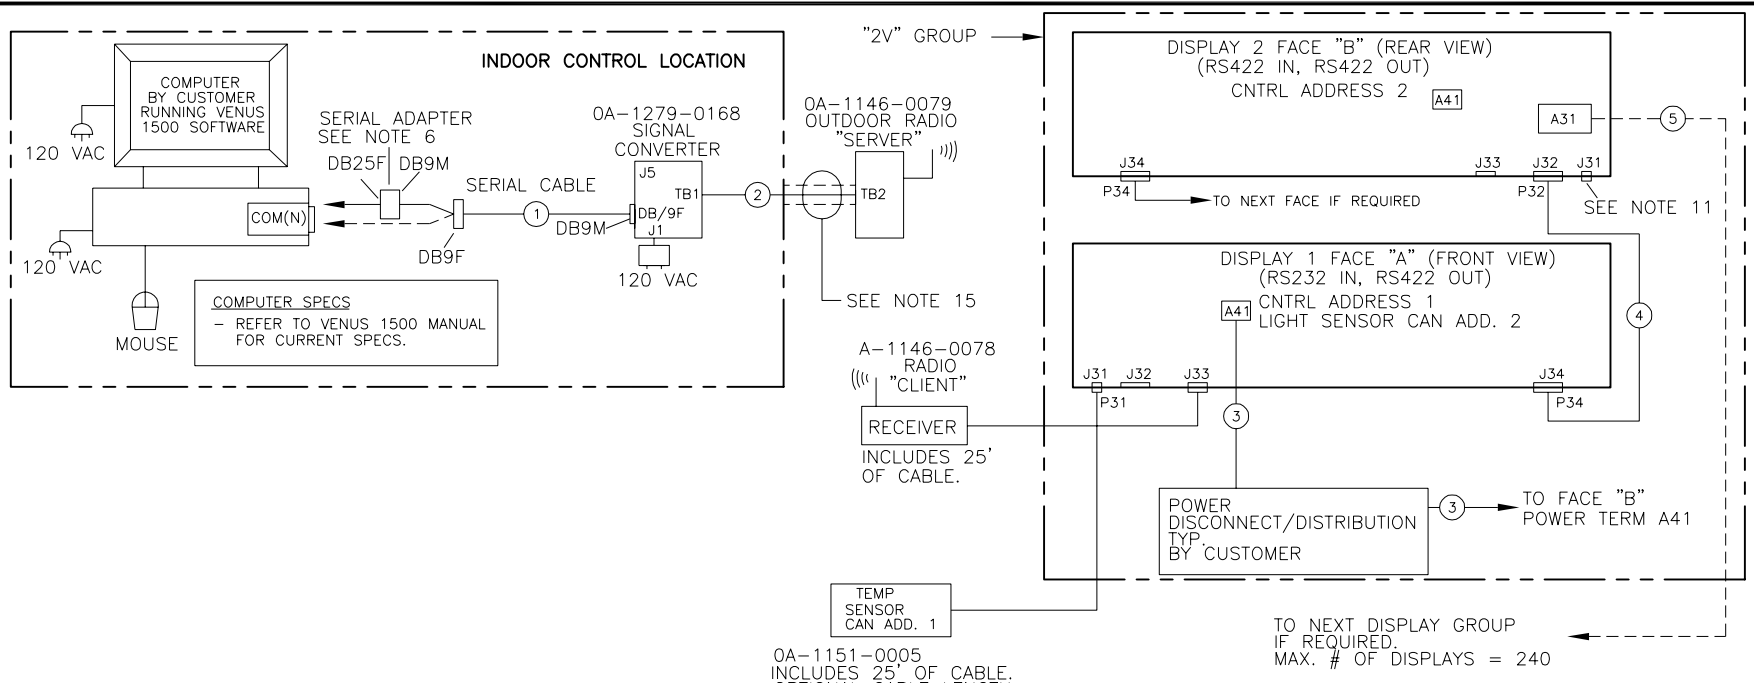 INDOOR CONTROL LOCATION
COMPUTER
BY CUSTOMER
RUNNING VENUS
1500 SOFTWARE
120 VAC
SERIAL ADAPTER
SEE NOTE 6
DB25F DB9M
COM(N)
120 VAC
MOUSE
SERIAL CABLE
1
DB9F
DB9M
0A-1279-0168
SIGNAL
CONVERTER
J5
TB1
DB/9F
J1
120 VAC
2
COMPUTER SPECS
- REFER TO VENUS 1500 MANUAL
FOR CURRENT SPECS.
0A-1146-0079
OUTDOOR RADIO
"SERVER"
TB2
SEE NOTE 15
A-1146-0078
RADIO
"CLIENT"
RECEIVER
INCLUDES 25'
OF CABLE.
TEMP
SENSOR
CAN ADD. 1
0A-1151-0005
INCLUDES 25' OF CABLE.
"2V" GROUP
DISPLAY 2 FACE "B" (REAR VIEW)
(RS422 IN, RS422 OUT)
CNTRL ADDRESS 2
A41
A31
5
J34
J33
J32
J31
P34
P32
TO NEXT FACE IF REQUIRED
SEE NOTE 11
DISPLAY 1 FACE "A" (FRONT VIEW)
(RS232 IN, RS422 OUT)
A41
CNTRL ADDRESS 1
LIGHT SENSOR CAN ADD. 2
4
J31
J32
J33
J34
P31
P34
3
POWER
DISCONNECT/DISTRIBUTION
TYP.
BY CUSTOMER
3
TO FACE "B"
POWER TERM A41
TO NEXT DISPLAY GROUP
IF REQUIRED.
MAX. # OF DISPLAYS = 240